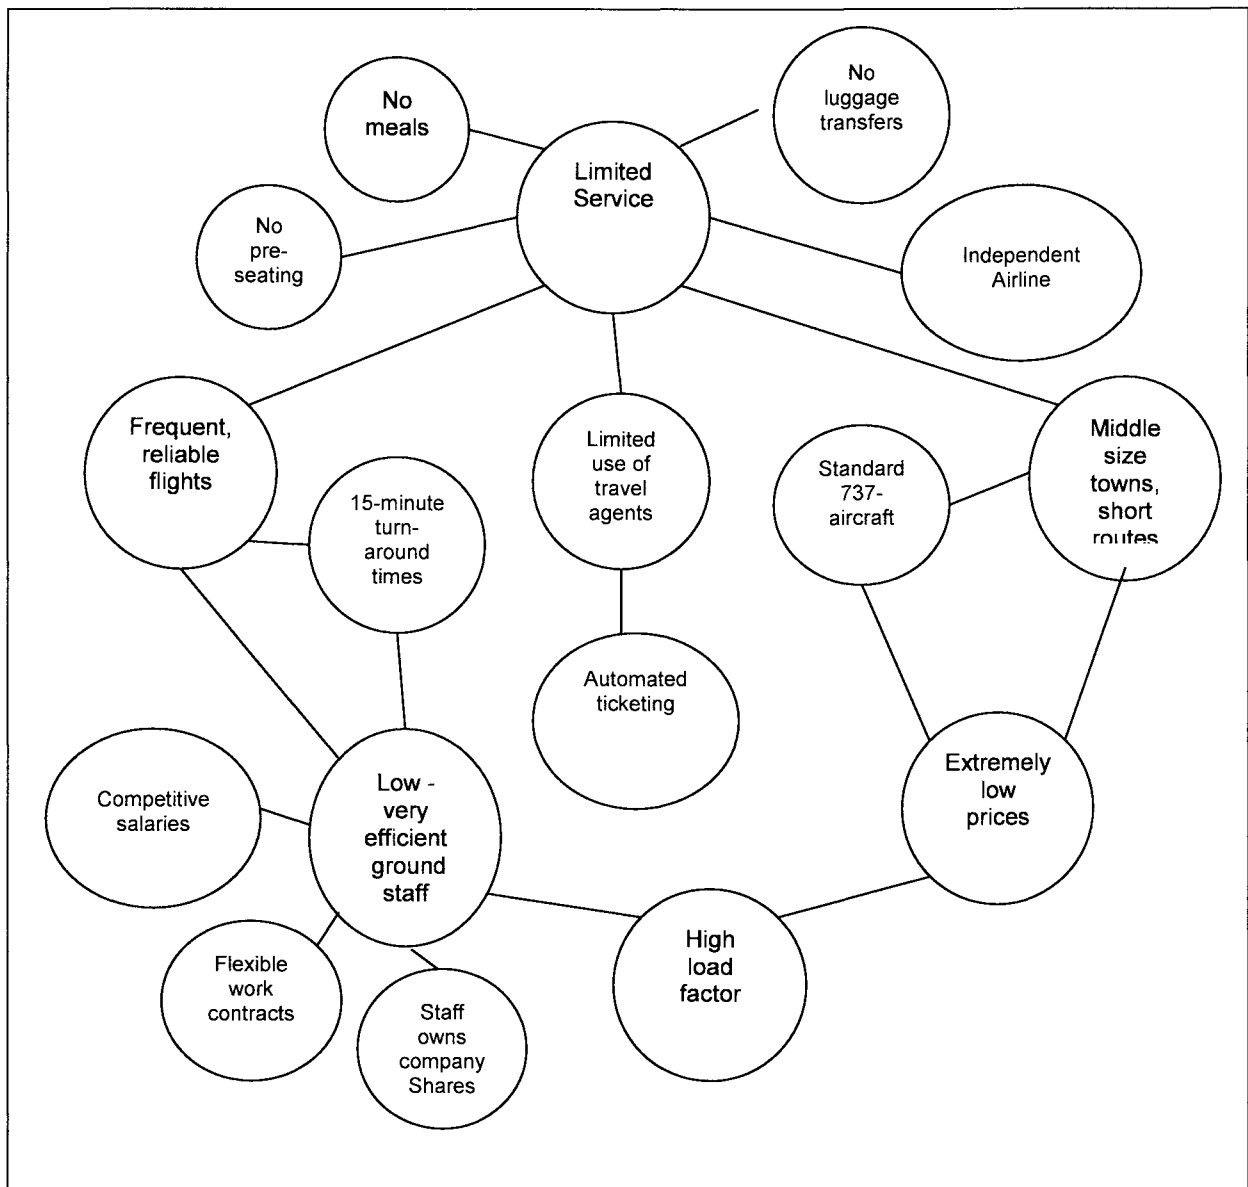 No
meals
No
luggage
transfers
Limited
Service
No
pre-
seating
Independent
Airline
Frequent,
reliable
flights
15-minute
turn-
around
times
Limited
use of
travel
agents
Standard
737-
aircraft
Middle
size
towns,
short
routes
Automated
ticketing
Competitive
salaries
Low -
very
efficient
ground
staff
Extremely
low
prices
Flexible
work
contracts
Staff
owns
company
Shares
High
load
factor